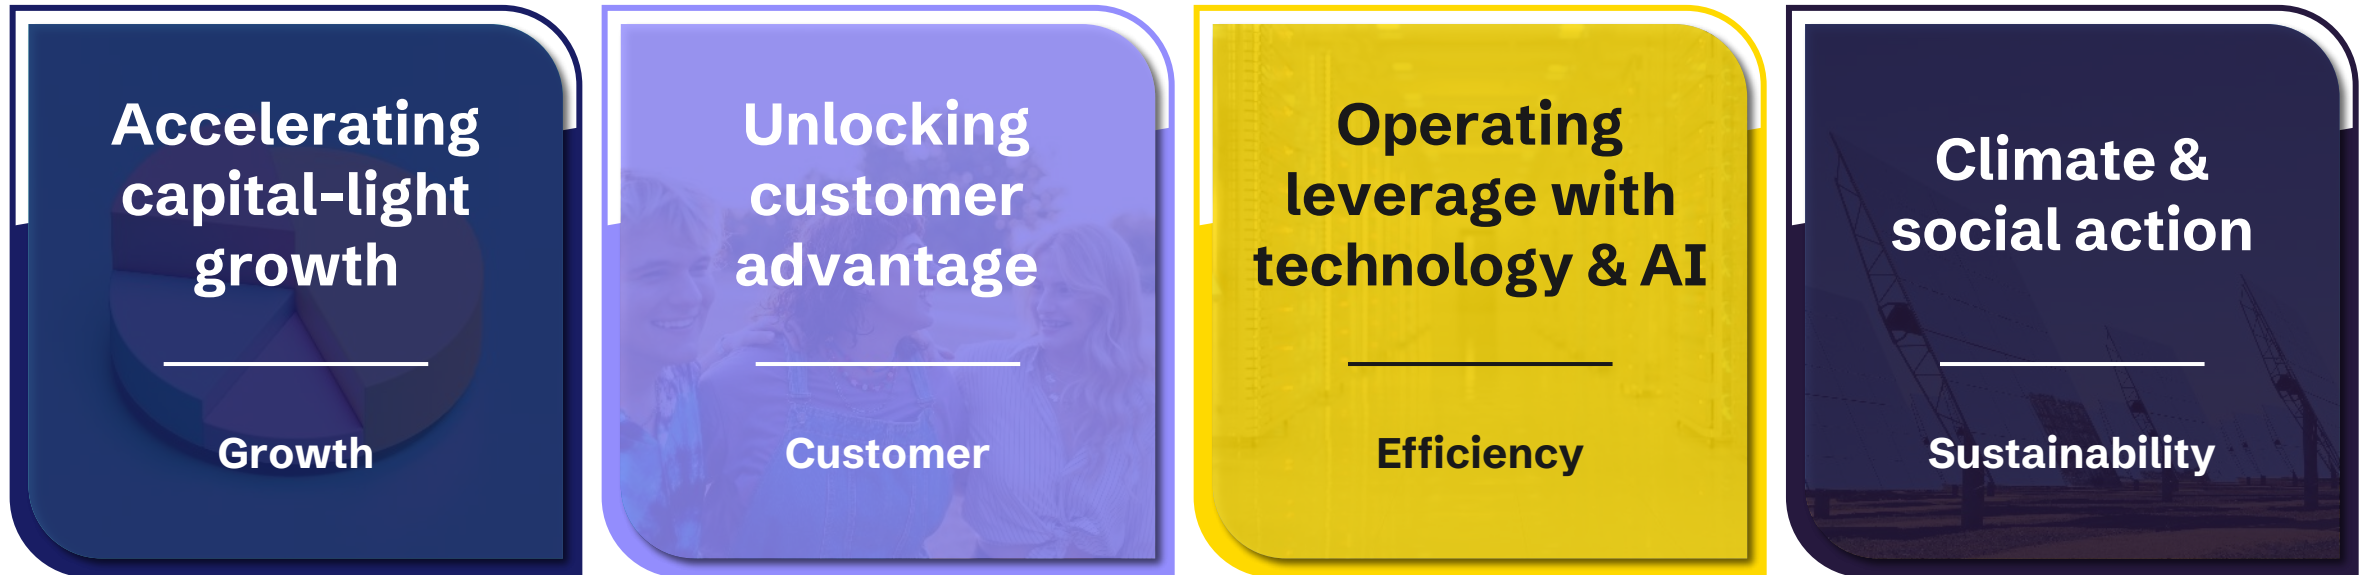 Accelerating
capital-light
growth
Growth
Unlocking
customer
advantage
Customer
Operating
leverage with
technology & AI
Efficiency
Climate &
social action
Sustainability